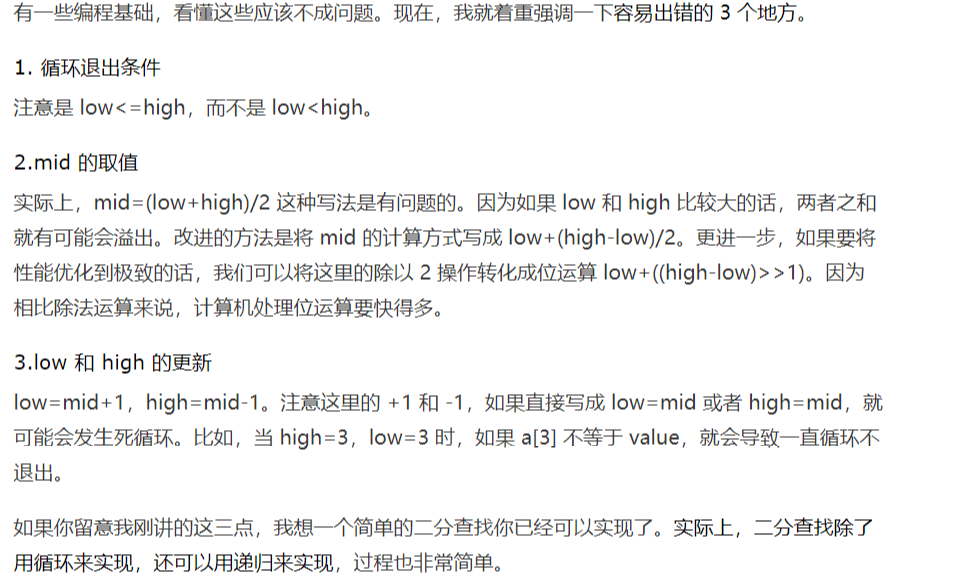 有一些编程基础，看懂这些应该不成问题。现在，我就着重强调一下容易出错的 3 个地方。
1. 循环退出条件
注意是 low<=high，而不是 low<high。
2.mid 的取值
实际上，mid=(low+high)/2 这种写法是有问题的。因为如果 low 和 high 比较大的话，两者之和
就有可能会溢出。改进的方法是将 mid 的计算方式写成 low+(high-low)/2。更进一步，如果要将
性能优化到极致的话，我们可以将这里的除以 2 操作转化成位运算 low+((high-low)>>1)。因为
相比除法运算来说，计算机处理位运算要快得多。
3.low 和 high 的更新
low=mid+1，high=mid-1。注意这里的 +1 和 -1，如果直接写成 low=mid 或者 high=mid，就
可能会发生死循环。比如，当 high=3，low=3 时，如果 a[3] 不等于 value，就会导致一直循环不
退出。
如果你留意我刚讲的这三点，我想一个简单的二分查找你已经可以实现了。实际上，二分查找除了
用循环来实现，还可以用递归来实现，过程也非常简单。